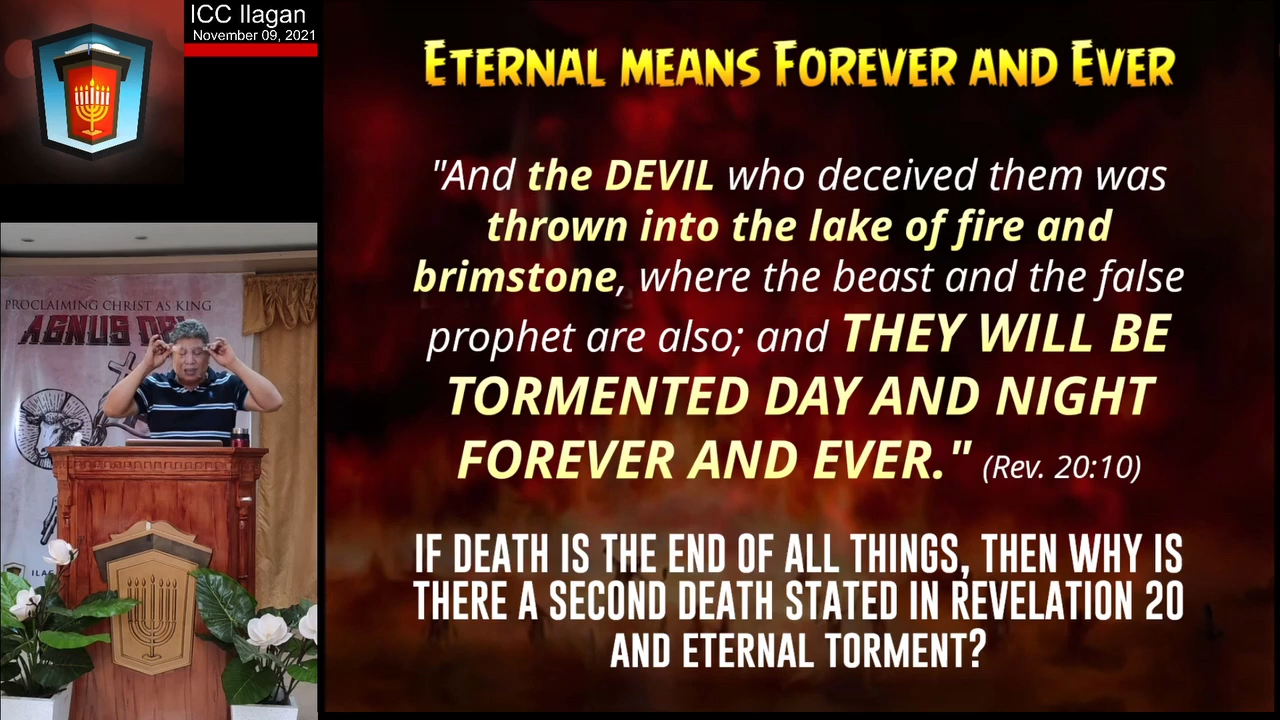 ICC Ilagan
November 09, 2021
PROCLAIMING CHRIST AS KING
AGNUS
ILAG
ETERNAL MEANS FOREVER AND EVER
"And the DEVIL who deceived them was
thrown into the lake of fire and
brimstone, where the beast and the false
prophet are also; and THEY WILL BE
TORMENTED DAY AND NIGHT
FOREVER AND EVER." (Rev. 20:10)
IF DEATH IS THE END OF ALL THINGS, THEN WHY IS
THERE A SECOND DEATH STATED IN REVELATION 20
AND ETERNAL TORMENT?